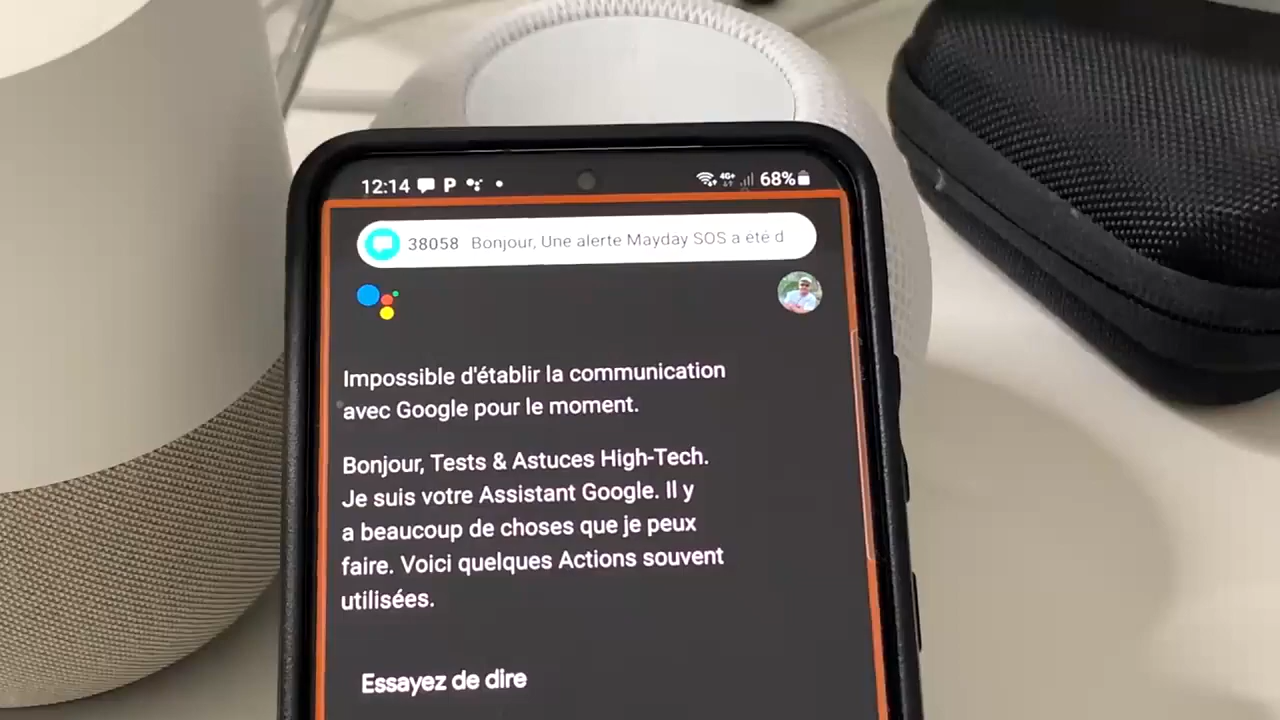 12:14 P 4G+ 68%
38058 Bonjour, Une alerte Mayday SOS a été d
Impossible d'établir la communication
avec Google pour le moment.
Bonjour, Tests & Astuces High-Tech.
Je suis votre Assistant Google. Il y
a beaucoup de choses que je peux
faire. Voici quelques Actions souvent
utilisées.
Essayez de dire